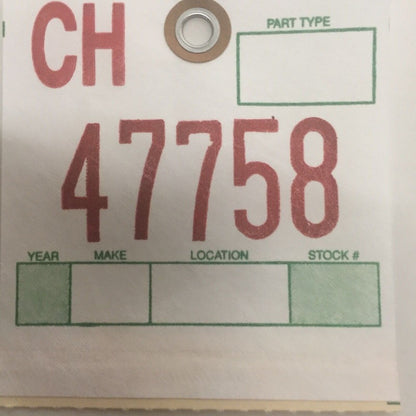 CH
PART TYPE
47758
YEAR MAKE LOCATION STOCK #